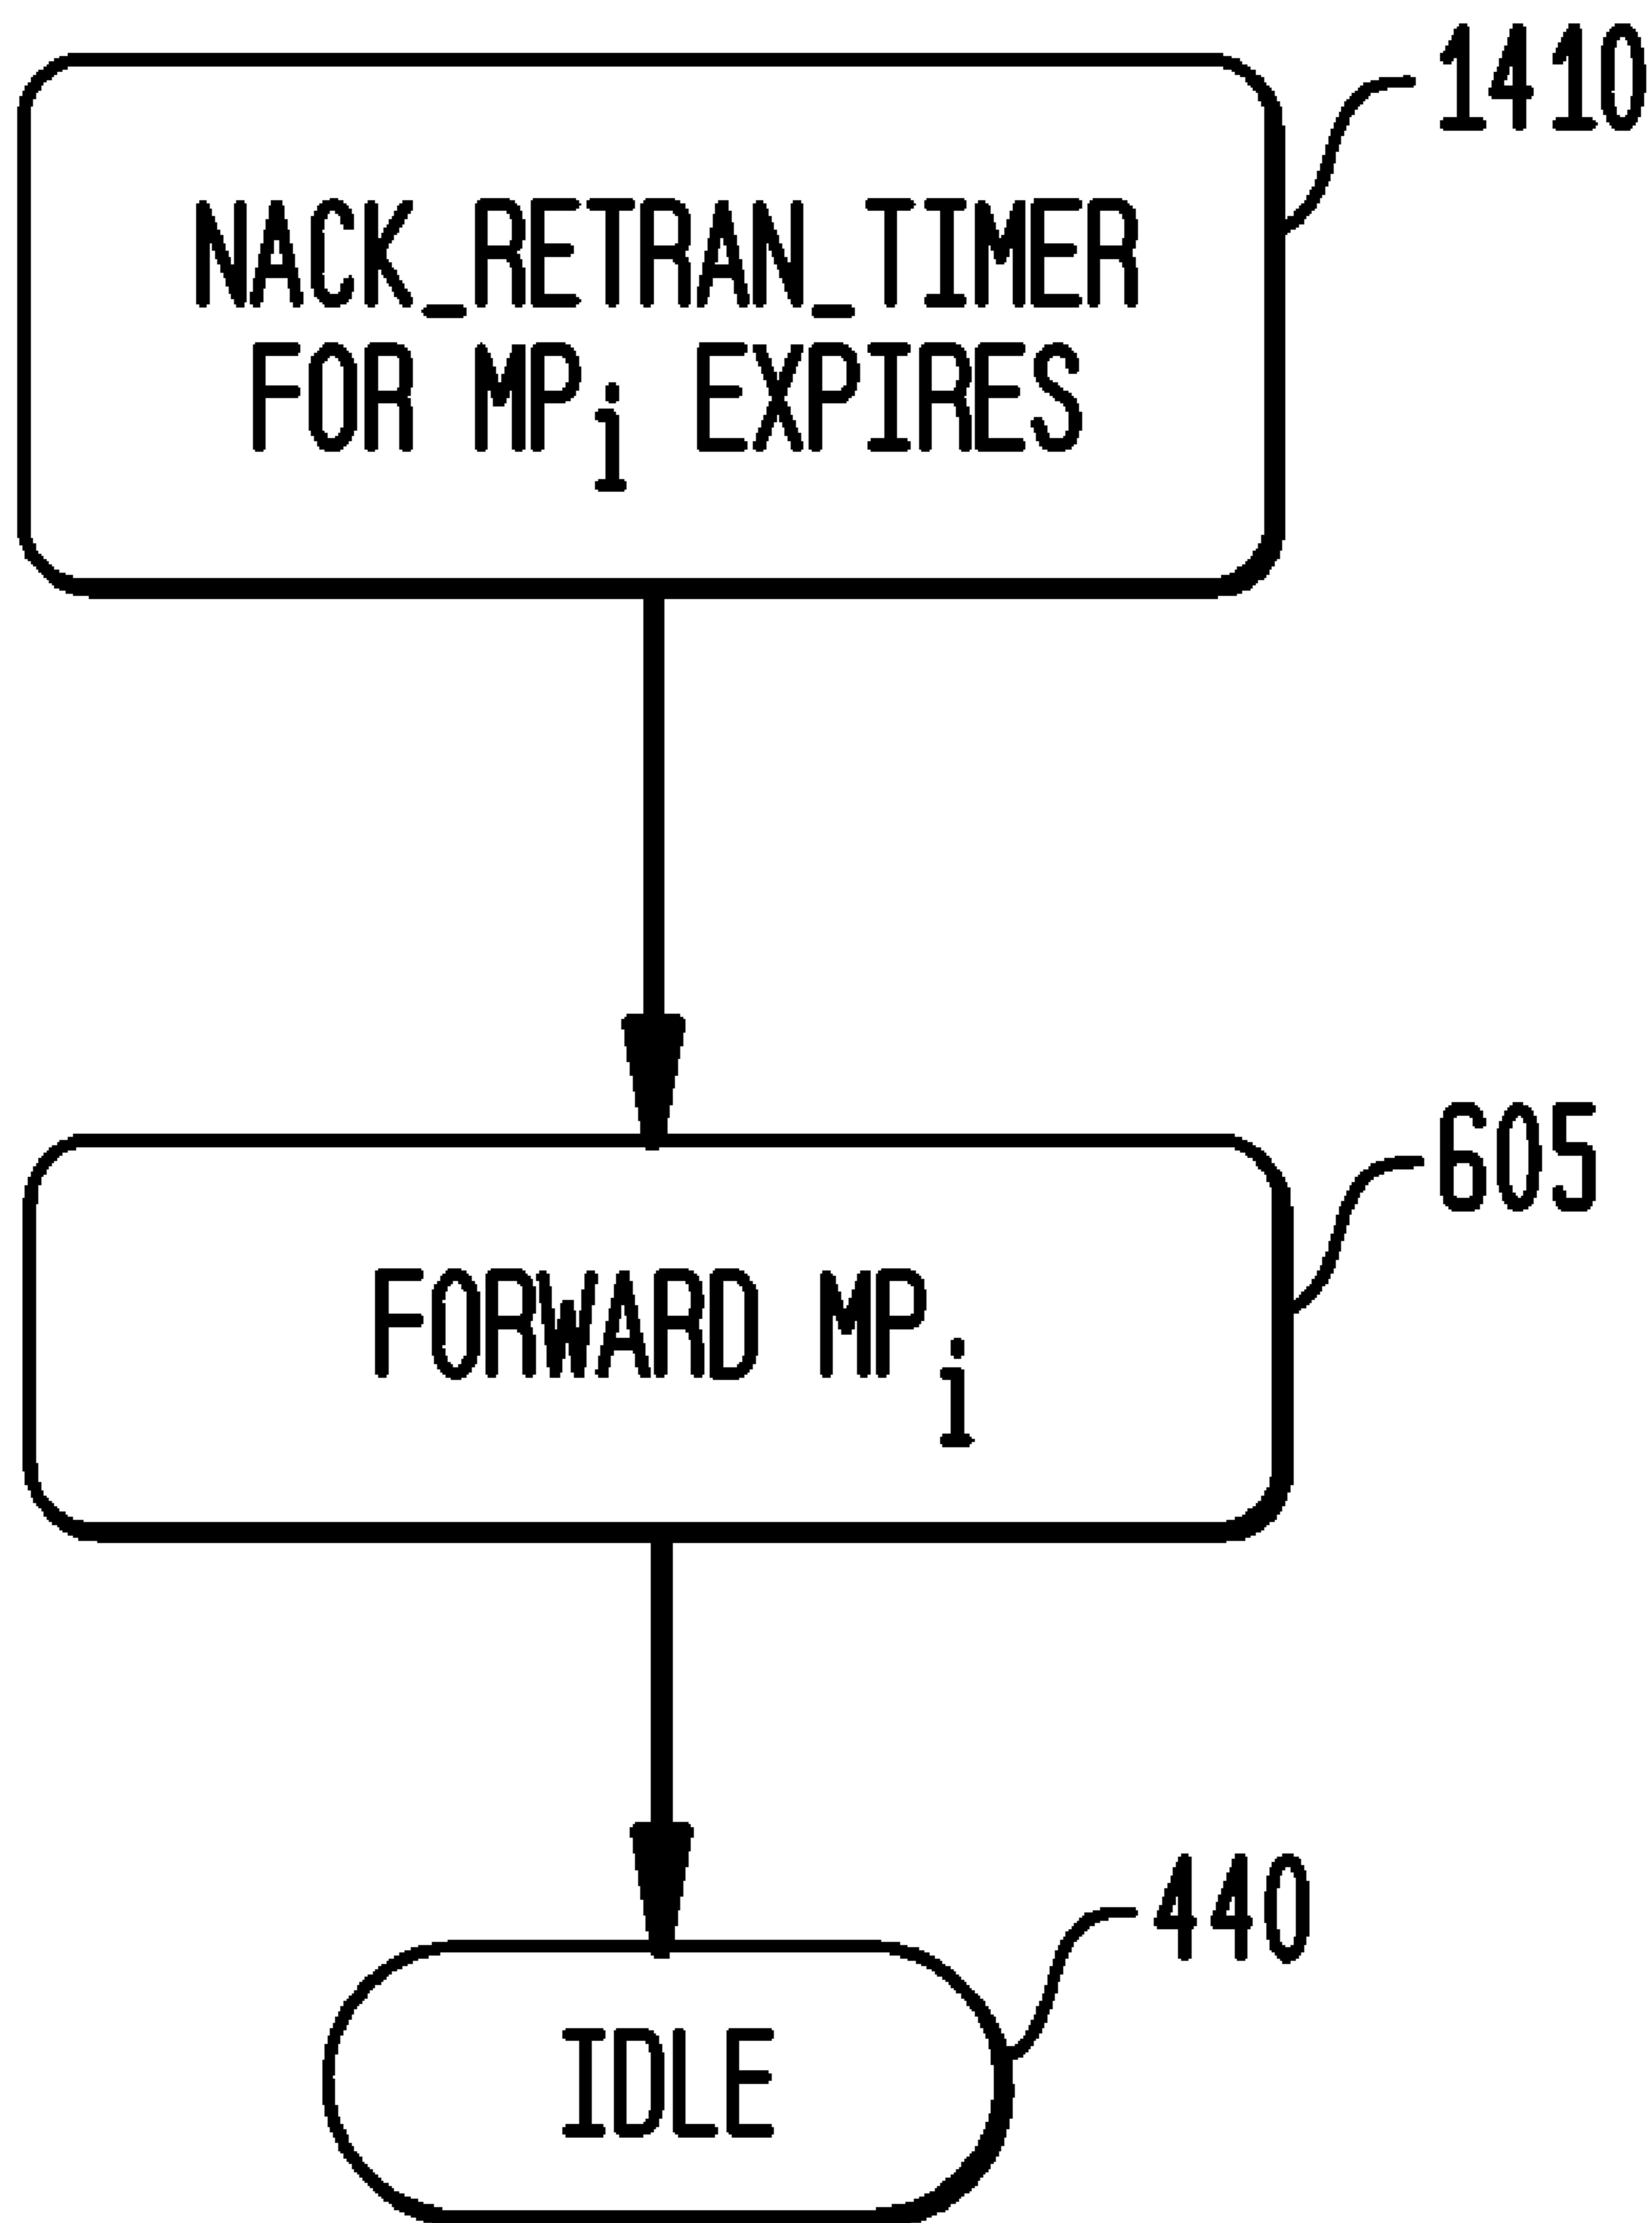 1410
NACK_RETRAN_TIMER
FOR MPi EXPIRES
605
FORWARD MPi
440
IDLE